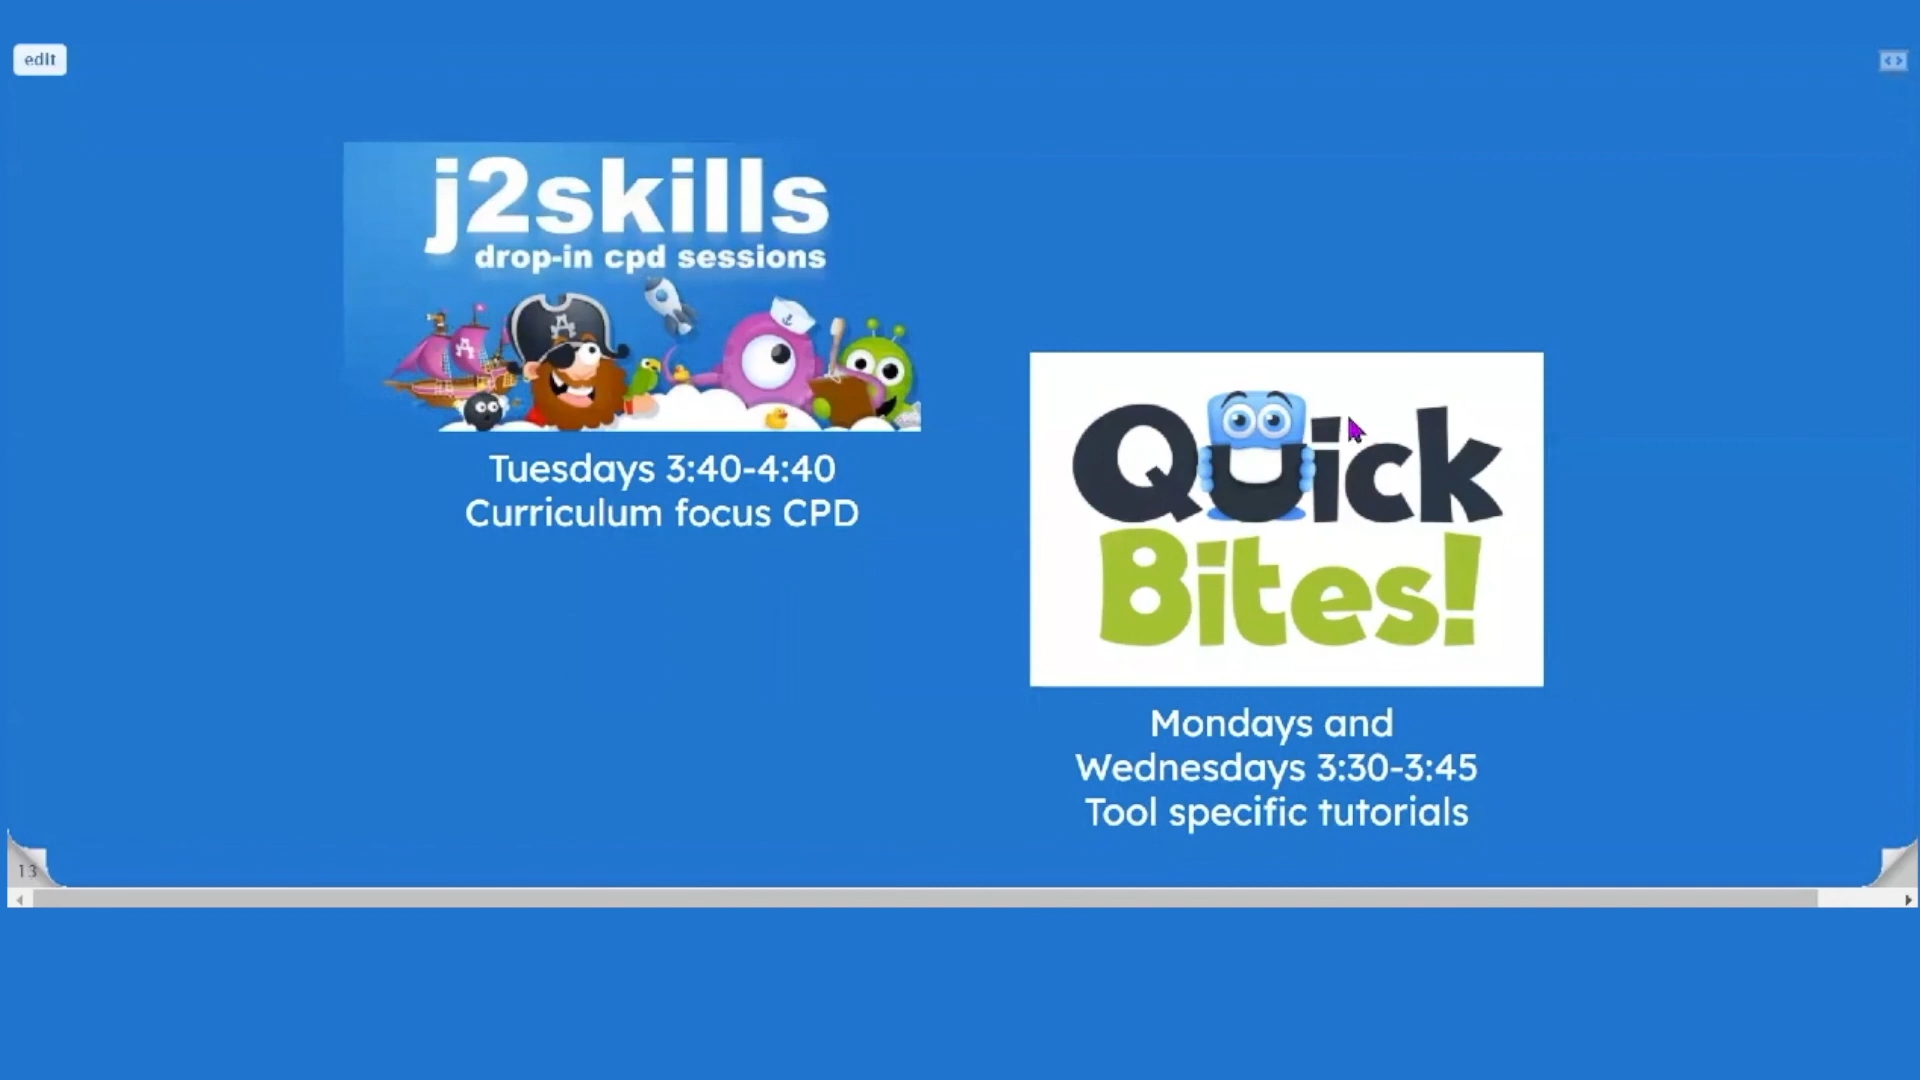 edit
j2skills
drop-in cpd sessions
Tuesdays 3:40-4:40
Curriculum focus CPD
Quick
Bites!
Mondays and
Wednesdays 3:30-3:45
Tool specific tutorials
13